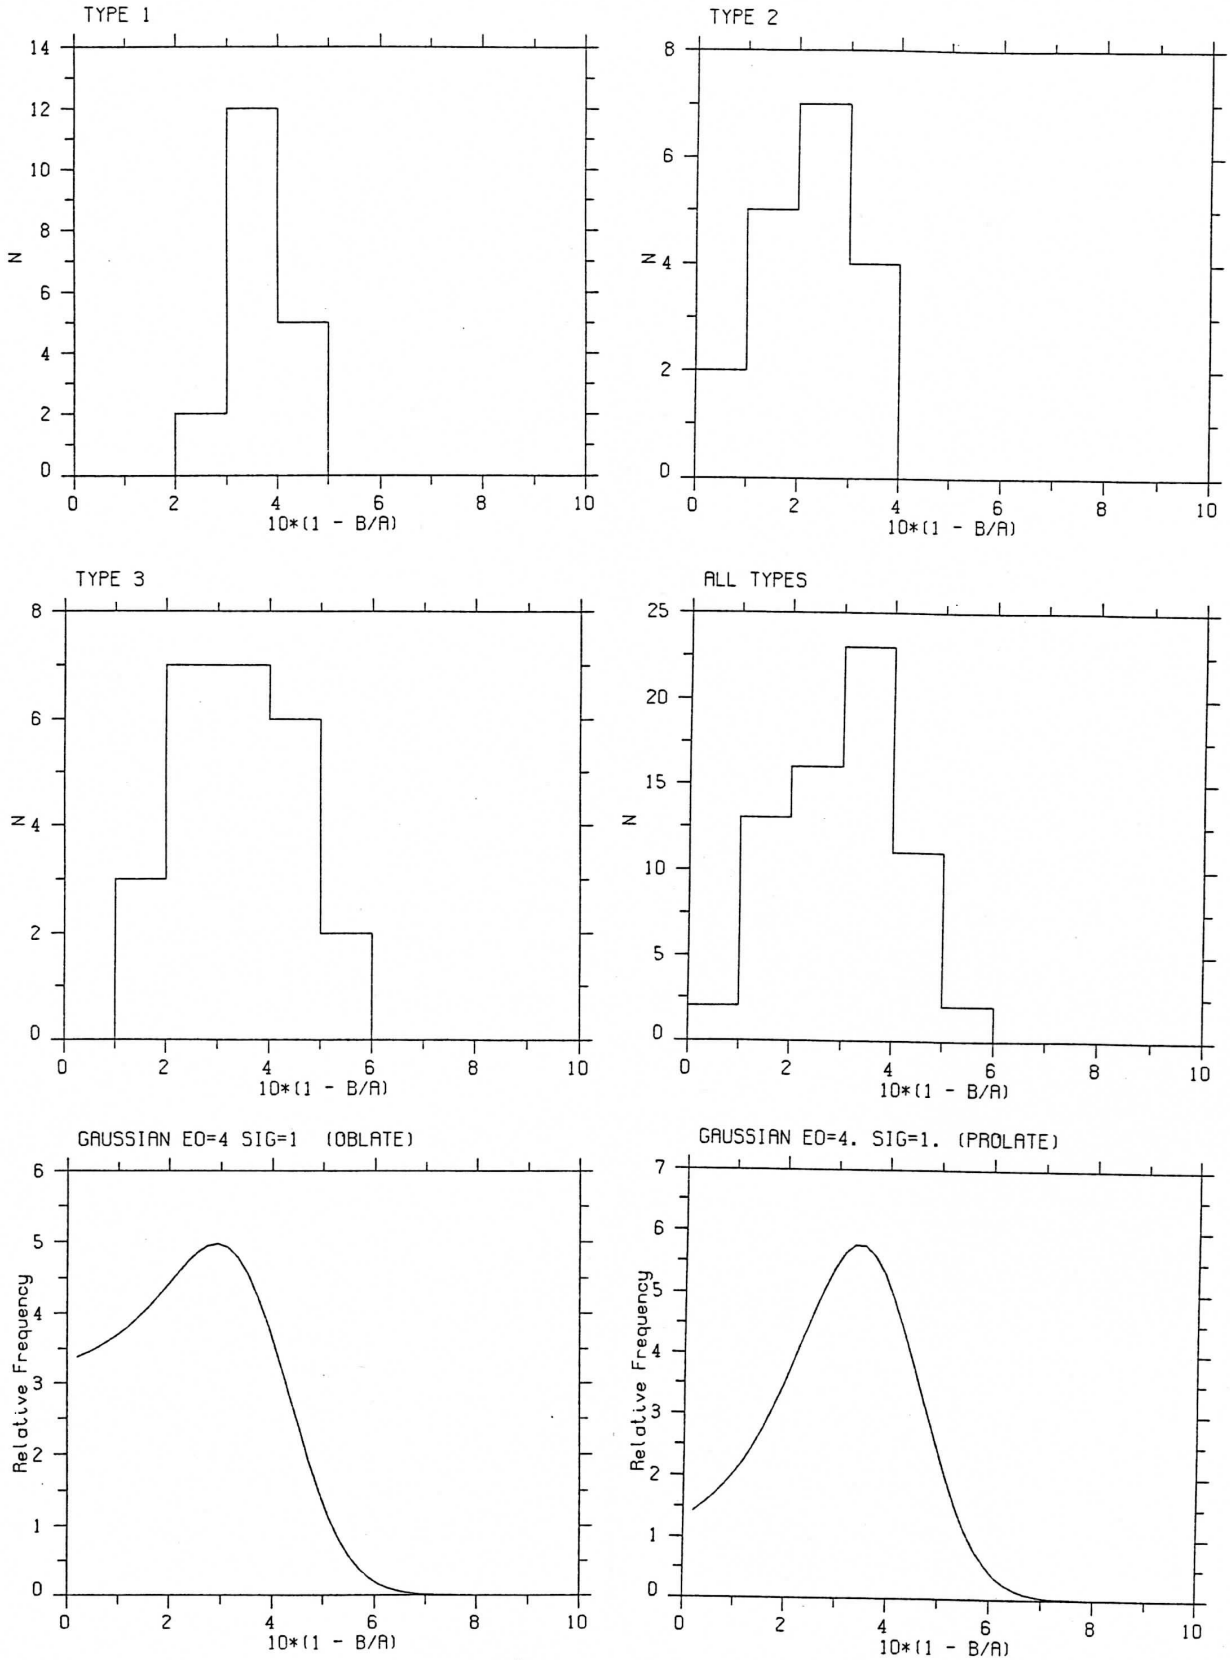 TYPE 1
14
12
10
8
6
4
2
0
N
0 2 4 6 8 10
10*(1 - B/A)
TYPE 2
8
6
4
2
0
N
0 2 4 6 8 10
10*(1 - B/A)
TYPE 3
8
6
4
2
0
N
0 2 4 6 8 10
10*(1 - B/A)
ALL TYPES
25
20
15
10
5
0
N
0 2 4 6 8 10
10*(1 - B/A)
GAUSSIAN EO=4 SIG=1 (OBLATE)
6
5
4
3
2
1
0
Relative Frequency
0 2 4 6 8 10
10*(1 - B/A)
GAUSSIAN EO=4. SIG=1. (PROLATE)
7
6
5
4
3
2
1
0
Relative Frequency
0 2 4 6 8 10
10*(1 - B/A)